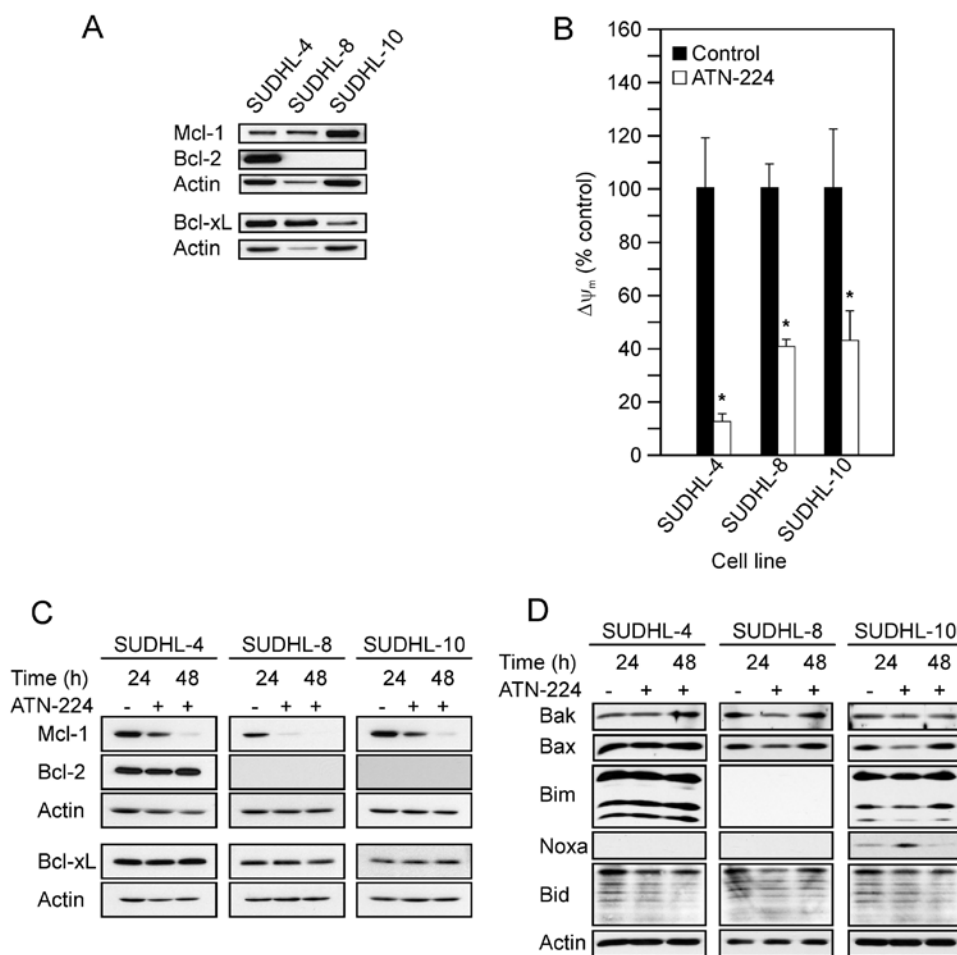 A
SUDHL-4 SUDHL-8 SUDHL-10
Mcl-1
Bcl-2
Actin
Bcl-xL
Actin
B
160
140
120
100
80
60
40
20
0
Δψm (% control)
Control
ATN-224
*
*
*
SUDHL-4 SUDHL-8 SUDHL-10
Cell line
C
SUDHL-4 SUDHL-8 SUDHL-10
Time (h) 24 48 24 48 24 48
ATN-224 - + + - + + - + +
Mcl-1
Bcl-2
Actin
Bcl-xL
Actin
D
SUDHL-4 SUDHL-8 SUDHL-10
Time (h) 24 48 24 48 24 48
ATN-224 - + + - + + - + +
Bak
Bax
Bim
Noxa
Bid
Actin